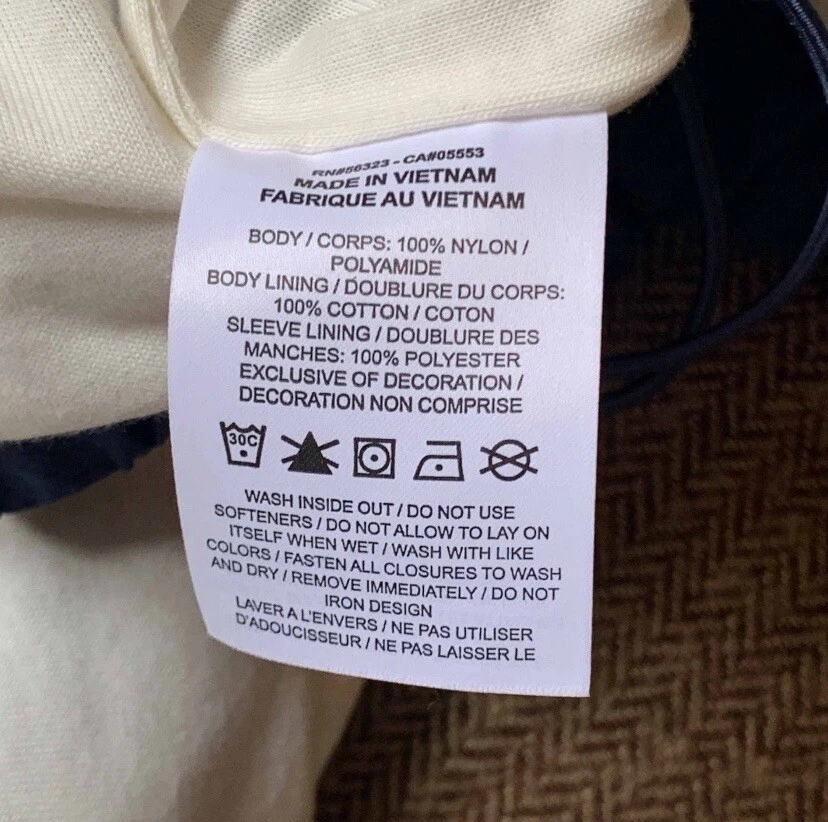 RN#56323 - CA#05553
MADE IN VIETNAM
FABRIQUE AU VIETNAM
BODY / CORPS: 100% NYLON /
POLYAMIDE
BODY LINING / DOUBLURE DU CORPS:
100% COTTON / COTON
SLEEVE LINING / DOUBLURE DES
MANCHES: 100% POLYESTER
EXCLUSIVE OF DECORATION /
DECORATION NON COMPRISE
30C
WASH INSIDE OUT / DO NOT USE
SOFTENERS / DO NOT ALLOW TO LAY ON
ITSELF WHEN WET / WASH WITH LIKE
COLORS / FASTEN ALL CLOSURES TO WASH
AND DRY / REMOVE IMMEDIATELY / DO NOT
IRON DESIGN
LAVER A L'ENVERS / NE PAS UTILISER
D'ADOUCISSEUR / NE PAS LAISSER LE